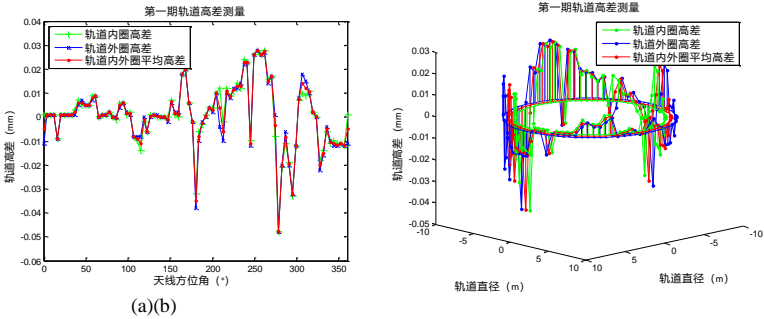 第一期轨道高差测量
轨道内圈高差
轨道外圈高差
轨道内外圈平均高差
0.04
0.03
0.02
0.01
0
-0.01
-0.02
-0.03
-0.04
-0.05
-0.06
轨道高差（mm）
0 50 100 150 200 250 300 350
天线方位角（°）
第一期轨道高差测量
轨道内圈高差
轨道外圈高差
轨道内外圈平均高差
0.03
0.02
0.01
0
-0.01
-0.02
-0.03
-0.04
-0.05
轨道高差（mm）
-10 -5 0 5 10
轨道直径（m）
10 5 0 -5 -10
轨道直径（m）
(a)(b)